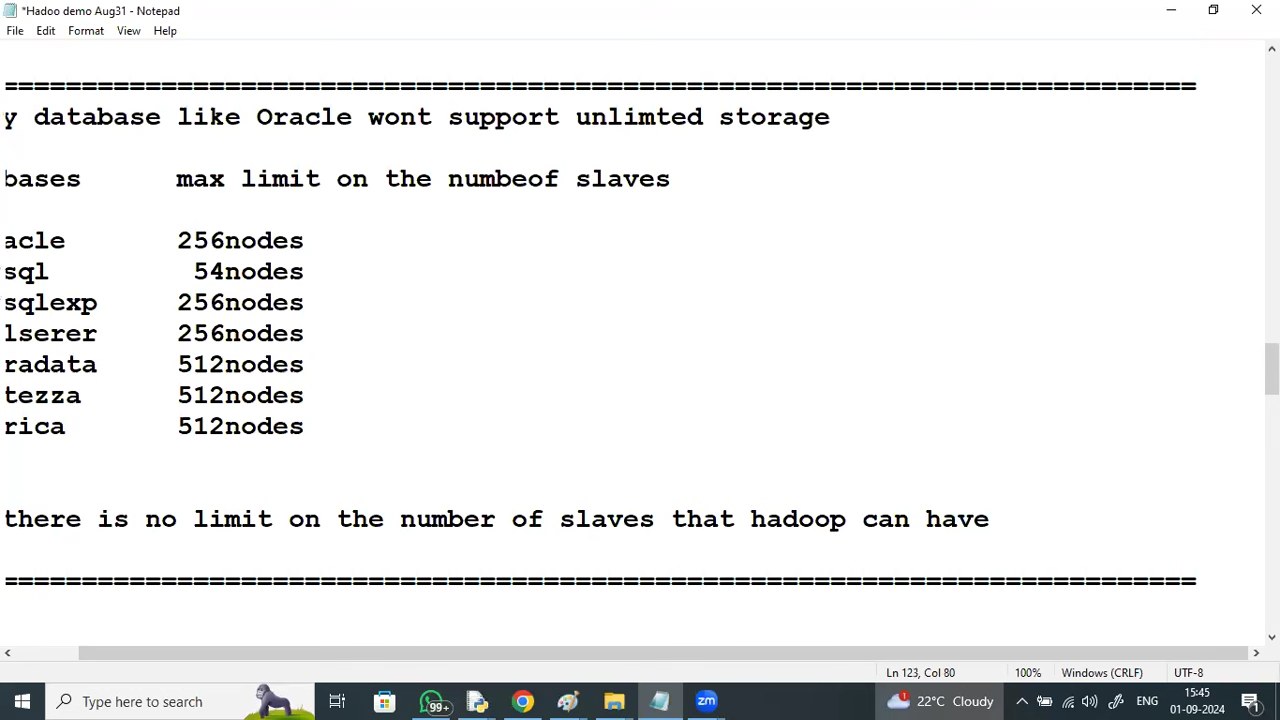 *Hadoo demo Aug31 - Notepad
File Edit Format View Help
================================================================================
y database like Oracle wont support unlimted storage
bases max limit on the numbeof slaves
acle 256nodes
sql 54nodes
sqlexp 256nodes
lserer 256nodes
radata 512nodes
tezza 512nodes
rica 512nodes
there is no limit on the number of slaves that hadoop can have
================================================================================
Ln 123, Col 80 100% Windows (CRLF) UTF-8
Type here to search 99+ 1 22°C Cloudy ENG 15:45
01-09-2024 1